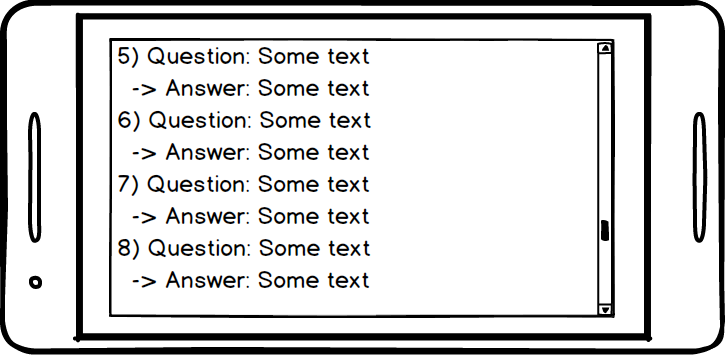 5) Question: Some text
-> Answer: Some text
6) Question: Some text
-> Answer: Some text
7) Question: Some text
-> Answer: Some text
8) Question: Some text
-> Answer: Some text